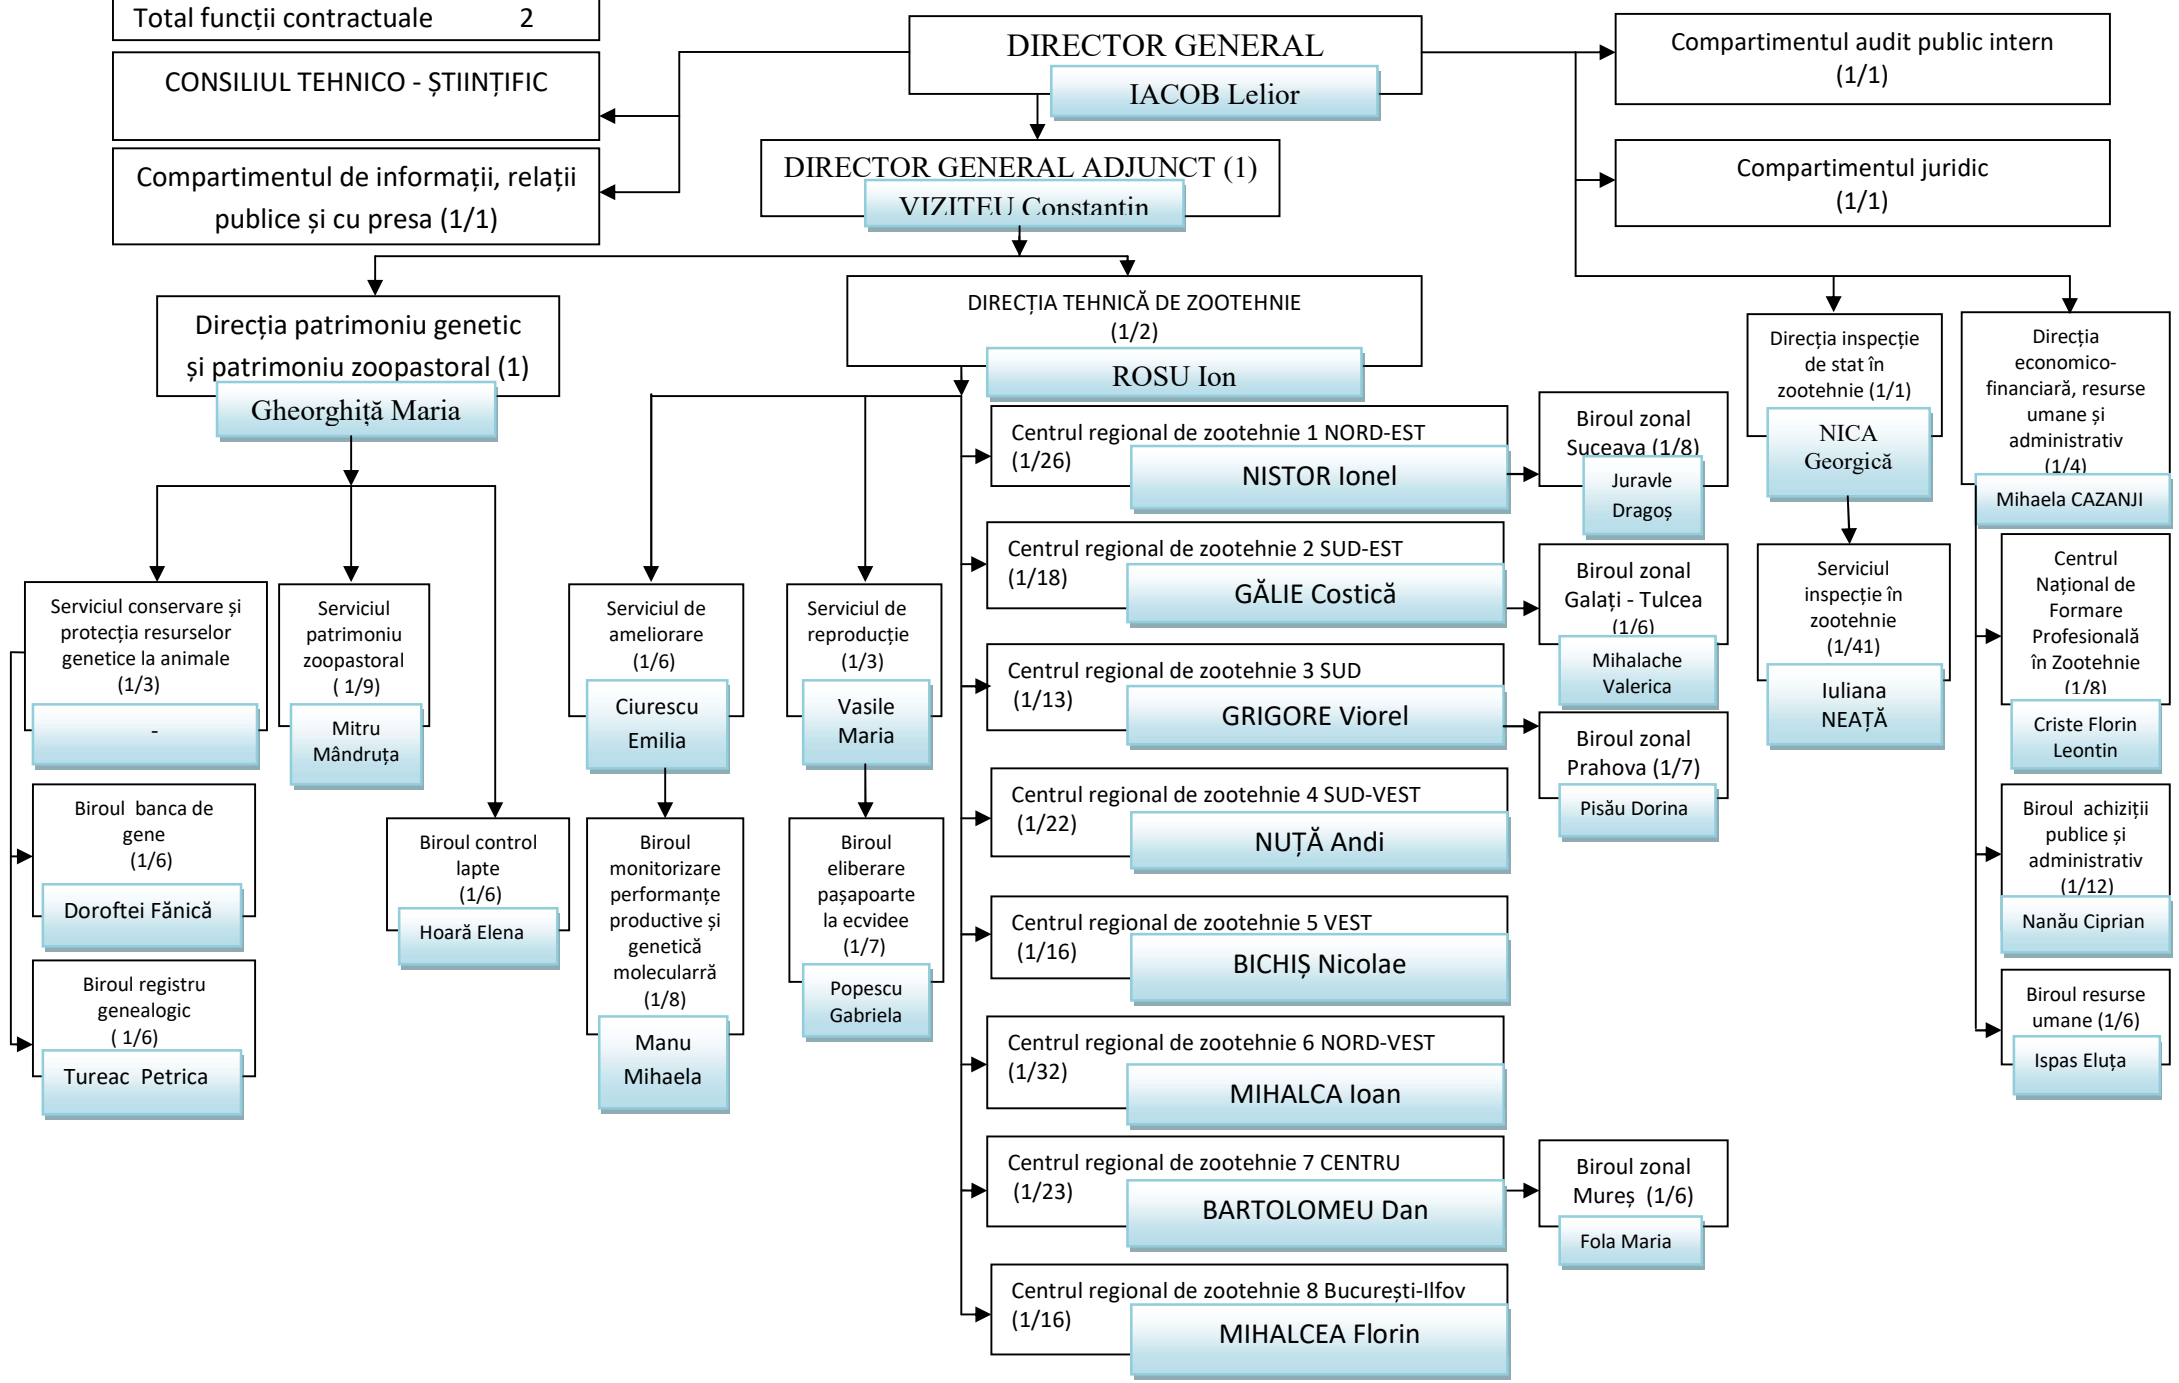 Total funcții contractuale 2
CONSILIUL TEHNICO - ȘTIINȚIFIC
Compartimentul de informații, relații
publice și cu presa (1/1)
DIRECTOR GENERAL
IACOB Lelior
DIRECTOR GENERAL ADJUNCT (1)
VIZITEU Constantin
Compartimentul audit public intern
(1/1)
Compartimentul juridic
(1/1)
Direcția patrimoniu genetic
și patrimoniu zoopastoral (1)
Gheorghiță Maria
DIRECȚIA TEHNICĂ DE ZOOTEHNIE
(1/2)
ROSU Ion
Direcția inspecție
de stat în
zootehnie (1/1)
NICA
Georgică
Direcția
economico-
financiară, resurse
umane și
administrativ
(1/4)
Mihaela CAZANJI
Serviciul conservare și
protecția resurselor
genetice la animale
(1/3)
-
Serviciul
patrimoniu
zoopastoral
( 1/9)
Mitru
Mândruța
Biroul banca de
gene
(1/6)
Doroftei Fănică
Biroul registru
genealogic
( 1/6)
Tureac Petrica
Biroul control
lapte
(1/6)
Hoară Elena
Serviciul de
ameliorare
(1/6)
Ciurescu
Emilia
Biroul
monitorizare
performanțe
productive și
genetică
molecularră
(1/8)
Manu
Mihaela
Serviciul de
reproducție
(1/3)
Vasile
Maria
Biroul
eliberare
pașapoarte
la ecvidee
(1/7)
Popescu
Gabriela
Centrul regional de zootehnie 1 NORD-EST
(1/26)
NISTOR Ionel
Biroul zonal
Suceava (1/8)
Juravle
Dragoș
Centrul regional de zootehnie 2 SUD-EST
(1/18)
GĂLIE Costică
Biroul zonal
Galați - Tulcea
(1/6)
Mihalache
Valerica
Centrul regional de zootehnie 3 SUD
(1/13)
GRIGORE Viorel
Biroul zonal
Prahova (1/7)
Pisău Dorina
Centrul regional de zootehnie 4 SUD-VEST
(1/22)
NUȚĂ Andi
Centrul regional de zootehnie 5 VEST
(1/16)
BICHIȘ Nicolae
Centrul regional de zootehnie 6 NORD-VEST
(1/32)
MIHALCA Ioan
Centrul regional de zootehnie 7 CENTRU
(1/23)
BARTOLOMEU Dan
Biroul zonal
Mureș (1/6)
Fola Maria
Centrul regional de zootehnie 8 București-Ilfov
(1/16)
MIHALCEA Florin
Serviciul
inspecție în
zootehnie
(1/41)
Iuliana
NEAȚĂ
Centrul
Național de
Formare
Profesională
în Zootehnie
(1/8)
Criste Florin
Leontin
Biroul achiziții
publice și
administrativ
(1/12)
Nanău Ciprian
Biroul resurse
umane (1/6)
Ispas Eluța